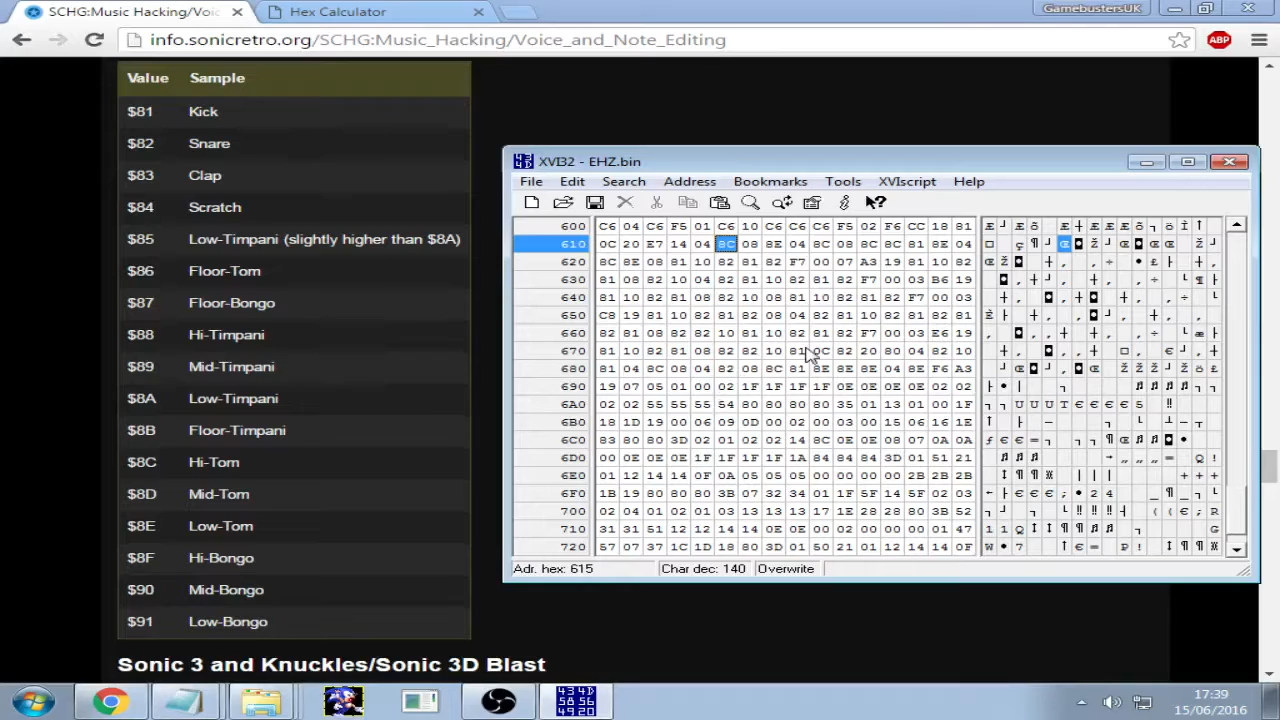 SCHG:Music Hacking/Voic
Hex Calculator
GamebustersUK
info.sonicretro.org/SCHG:Music_Hacking/Voice_and_Note_Editing
ABP
Value Sample
$81 Kick
$82 Snare
$83 Clap
$84 Scratch
$85 Low-Timpani (slightly higher than $8A)
$86 Floor-Tom
$87 Floor-Bongo
$88 Hi-Timpani
$89 Mid-Timpani
$8A Low-Timpani
$8B Floor-Timpani
$8C Hi-Tom
$8D Mid-Tom
$8E Low-Tom
$8F Hi-Bongo
$90 Mid-Bongo
$91 Low-Bongo
Sonic 3 and Knuckles/Sonic 3D Blast
XVI32 - EHZ.bin
File Edit Search Address Bookmarks Tools XVIscript Help
600 C6 04 C6 F5 01 C6 10 C6 C6 C6 F5 02 F6 CC 18 81
610 0C 20 E7 14 04 8C 08 8E 04 8C 08 8C 8C 81 8E 04
620 8C 8E 08 81 10 82 81 82 F7 00 07 A3 19 81 10 82
630 81 08 82 10 04 82 81 10 82 81 82 F7 00 03 B6 19
640 81 10 82 81 08 82 10 08 81 10 82 81 82 F7 00 03
650 C8 19 81 10 82 81 82 08 04 82 81 10 82 81 82 81
660 82 81 08 82 82 10 81 10 82 81 82 F7 00 03 E6 19
670 81 10 82 81 08 82 82 10 81 0C 82 20 80 04 82 10
680 81 04 8C 08 04 82 08 8C 81 8E 8E 8E 04 8E F6 A3
690 19 07 05 01 00 02 1F 1F 1F 1F 0E 0E 0E 0E 02 02
6A0 02 02 55 55 55 54 80 80 80 80 35 01 13 01 00 1F
6B0 18 1D 19 00 06 09 0D 00 02 00 03 00 15 06 16 1E
6C0 83 80 80 3D 02 01 02 02 14 8C 0E 0E 08 07 0A 0A
6D0 00 0E 0E 0E 1F 1F 1F 1F 1A 84 84 84 3D 01 51 21
6E0 01 12 14 14 0F 0A 05 05 05 00 00 00 00 2B 2B 2B
6F0 1B 19 80 80 80 3B 07 32 34 01 1F 5F 14 5F 02 03
700 02 04 01 02 01 03 13 13 13 17 1E 28 28 80 3B 52
710 31 31 51 12 12 14 14 0E 0E 00 02 00 00 00 01 47
720 57 07 37 1C 1D 18 80 3D 01 50 21 01 12 14 14 0F
Adr. hex: 615 Char dec: 140 Overwrite
434D
5856
4920
17:39
15/06/2016